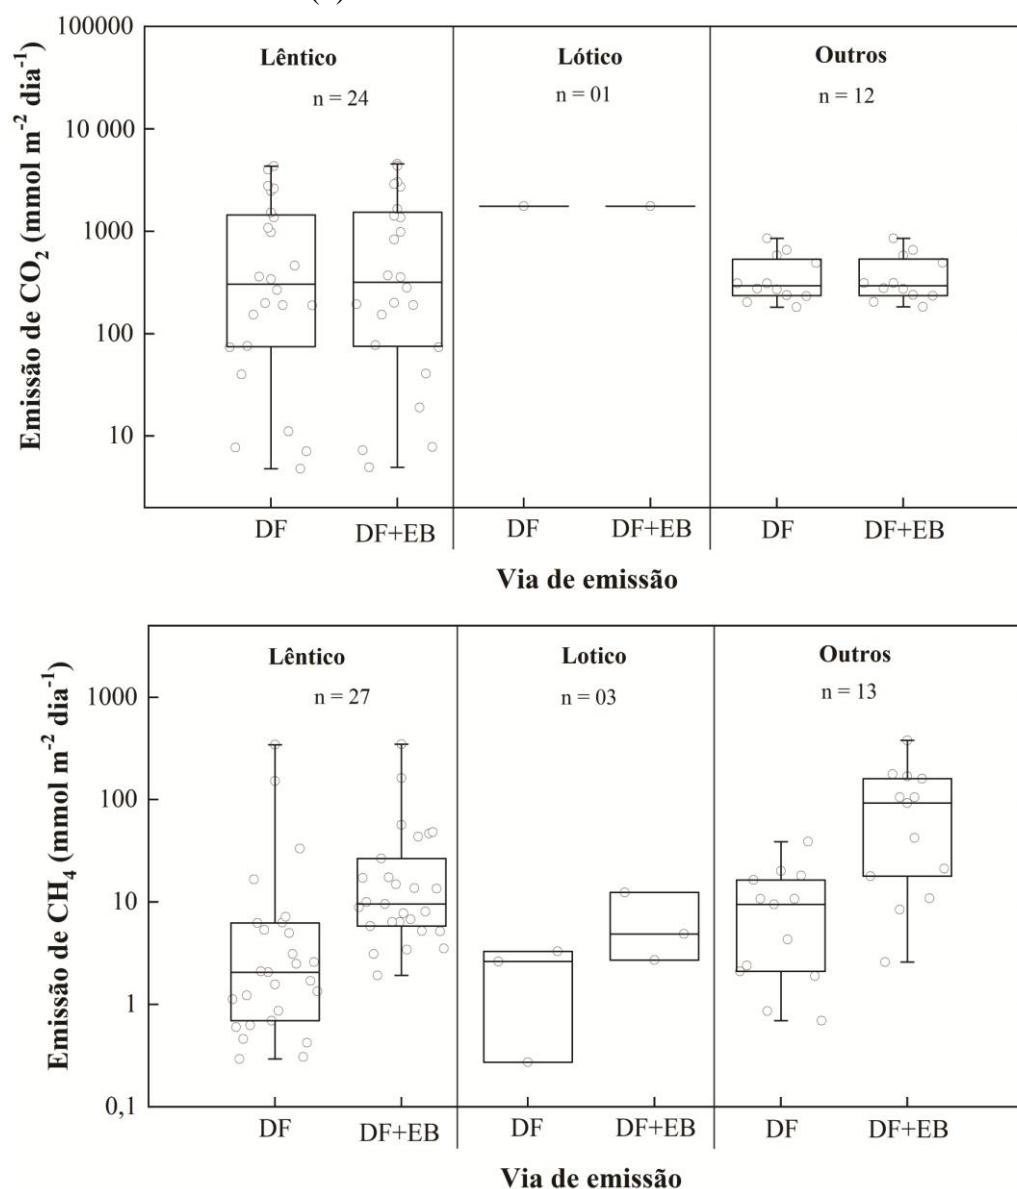 100000
10 000
1000
100
10
Emissão de CO2 (mmol m-2 dia-1)
Lêntico
n = 24
Lótico
n = 01
Outros
n = 12
DF
DF+EB
DF
DF+EB
DF
DF+EB
Via de emissão
1000
100
10
1
0,1
Emissão de CH4 (mmol m-2 dia-1)
Lêntico
n = 27
Lotico
n = 03
Outros
n = 13
DF
DF+EB
DF
DF+EB
DF
DF+EB
Via de emissão